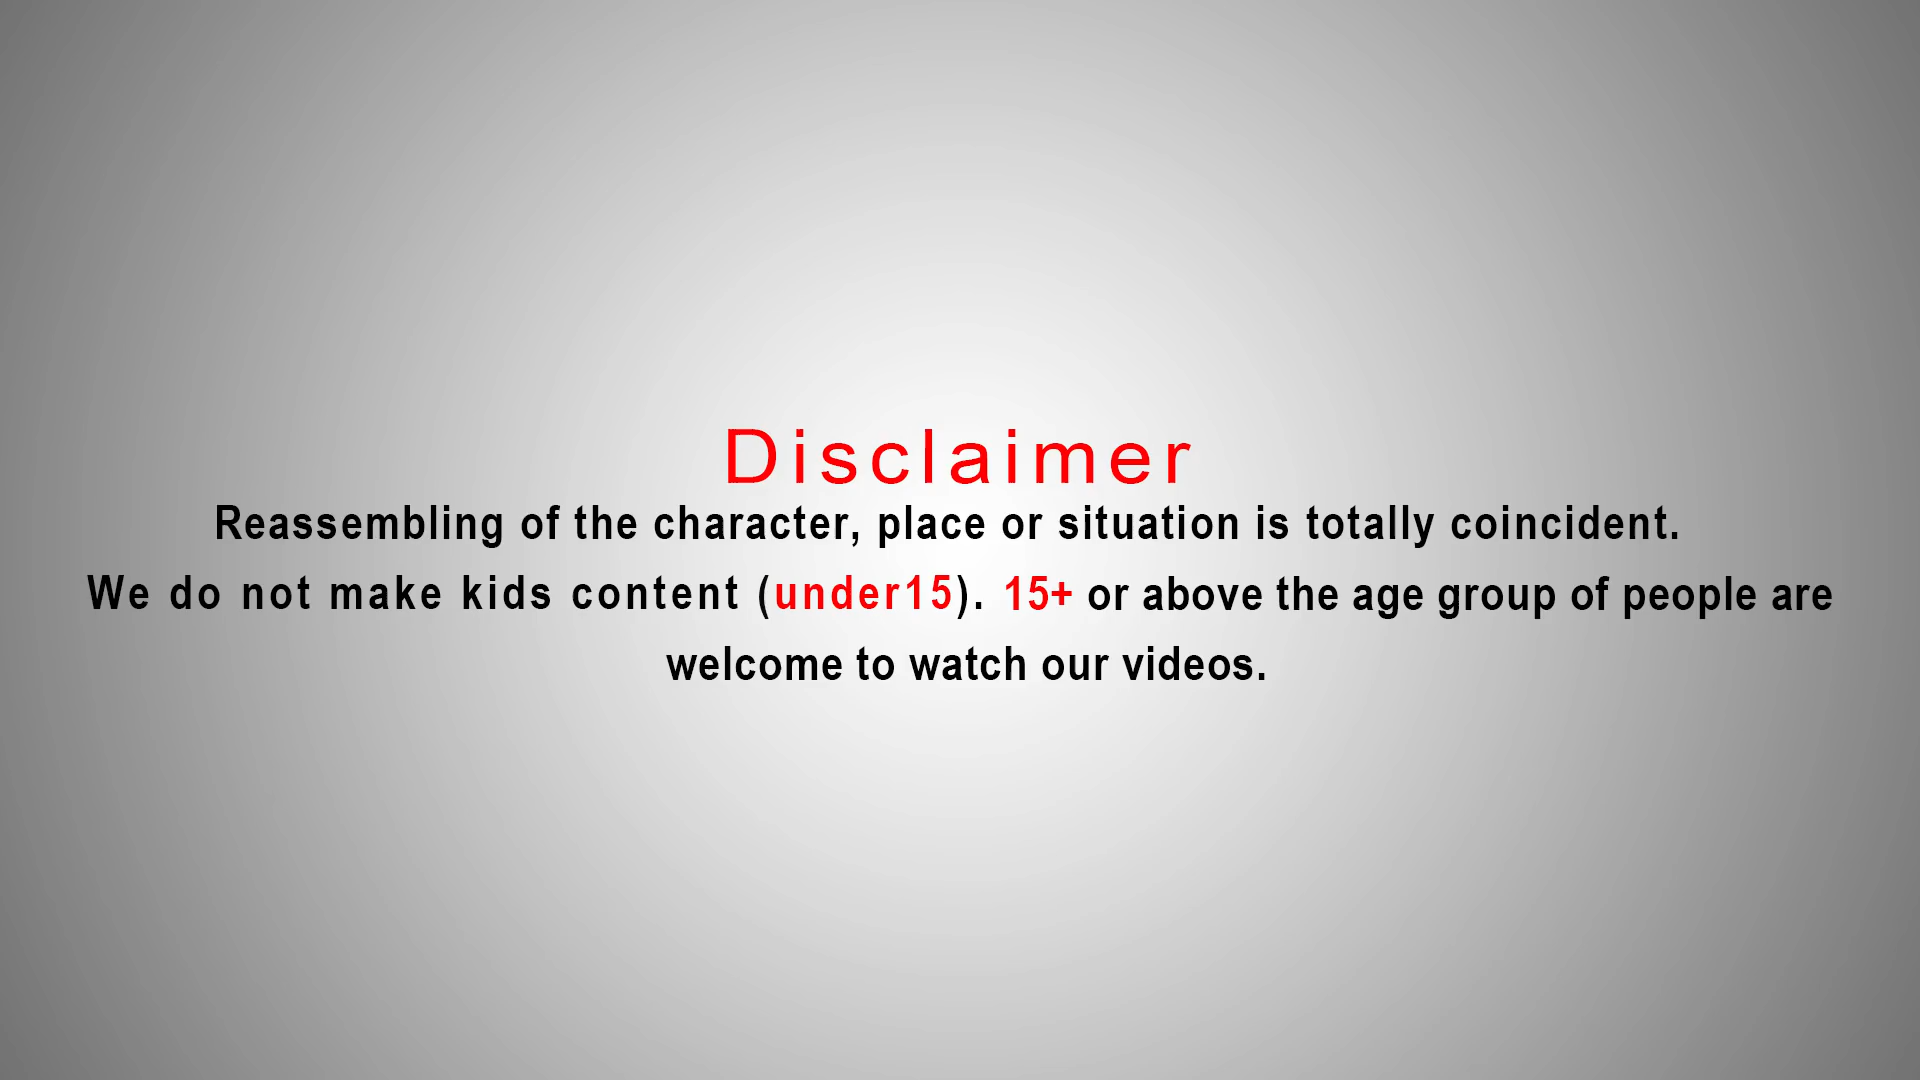 Disclaimer
Reassembling of the character, place or situation is totally coincident.
We do not make kids content (under15). 15+ or above the age group of people are
welcome to watch our videos.